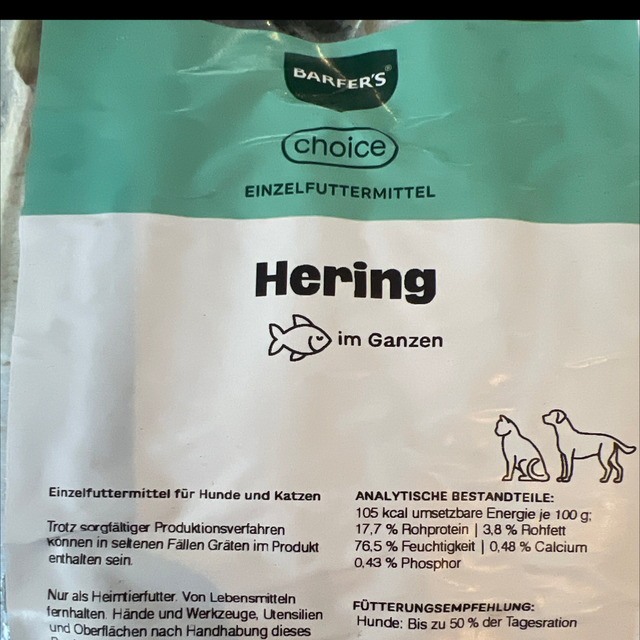 BARFER'S®
choice
EINZELFUTTERMITTEL
Hering
im Ganzen
Einzelfuttermittel für Hunde und Katzen
Trotz sorgfältiger Produktionsverfahren
können in seltenen Fällen Gräten im Produkt
enthalten sein.
Nur als Heimtierfutter. Von Lebensmitteln
fernhalten. Hände und Werkzeuge, Utensilien
und Oberflächen nach Handhabung dieses
ANALYTISCHE BESTANDTEILE:
105 kcal umsetzbare Energie je 100 g;
17,7 % Rohprotein | 3,8 % Rohfett
76,5 % Feuchtigkeit | 0,48 % Calcium
0,43 % Phosphor
FÜTTERUNGSEMPFEHLUNG:
Hunde: Bis zu 50 % der Tagesration